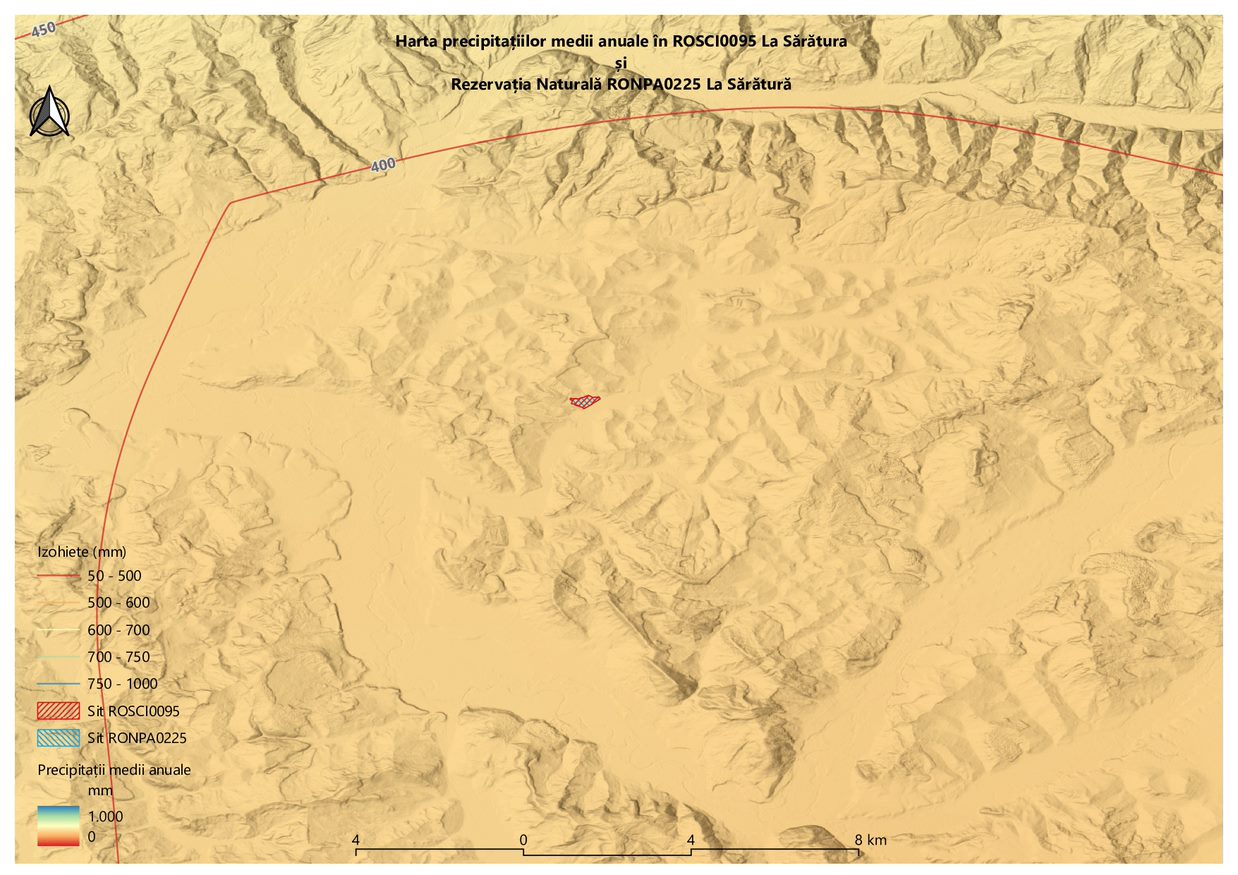 450
Harta precipitațiilor medii anuale în ROSCI0095 La Sărătura
și
Rezervația Naturală RONPA0225 La Sărătură
400
Izohiete (mm)
50 - 500
500 - 600
600 - 700
700 - 750
750 - 1000
Sit ROSCI0095
Sit RONPA0225
Precipitații medii anuale
mm
1.000
0
4 0 4 8 km